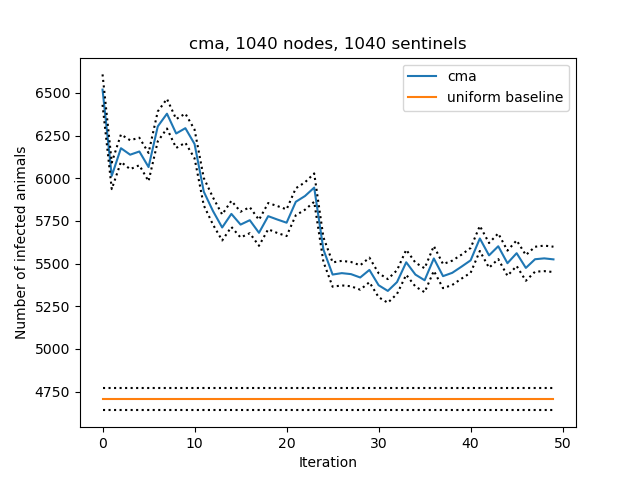 cma, 1040 nodes, 1040 sentinels
cma
uniform baseline
Number of infected animals
6500
6250
6000
5750
5500
5250
5000
4750
0 10 20 30 40 50
Iteration